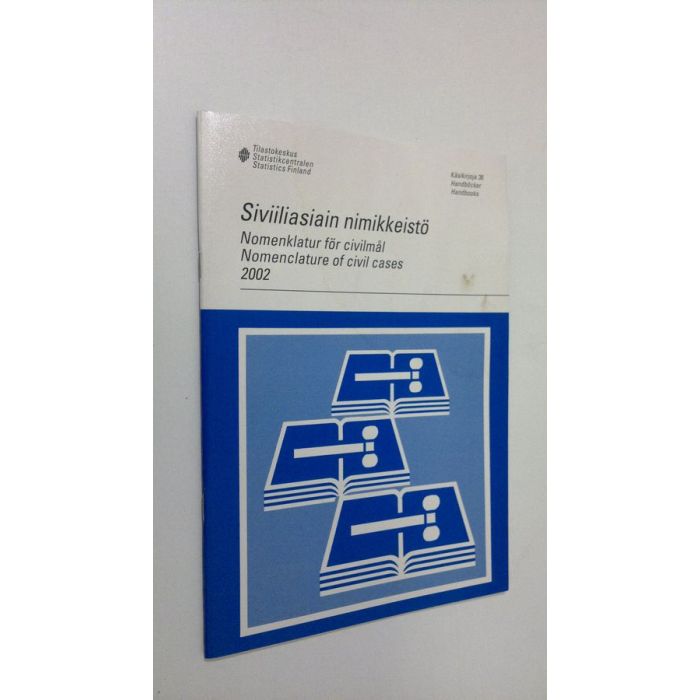 Tilastokeskus
Statistikcentralen
Statistics Finland
Käsikirjoja 36
Handböcker
Handbooks
Siviiliasiain nimikkeistö
Nomenklatur för civilmål
Nomenclature of civil cases
2002